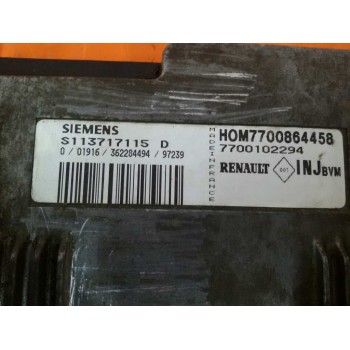 SIEMENS
S113717115 D
0 / 01916 / 362284494 / 97239
MADE IN FRANCE
HOM7700864458
7700102294
RENAULT INJ BVM